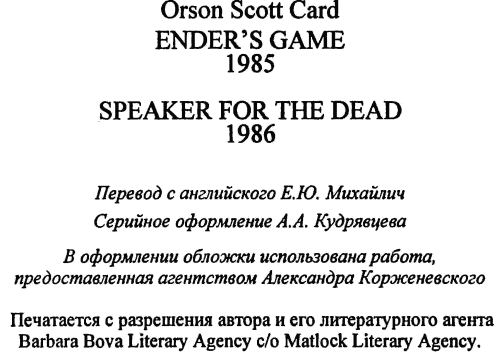 Orson Scott Card
ENDER'S GAME
1985
SPEAKER FOR THE DEAD
1986
Перевод с английского Е.Ю. Михайлич
Серийное оформление А.А. Кудрявцева
В оформлении обложки использована работа,
предоставленная агентством Александра Корженевского
Печатается с разрешения автора и его литературного агента
Barbara Bova Literary Agency c/o Matlock Literary Agency.